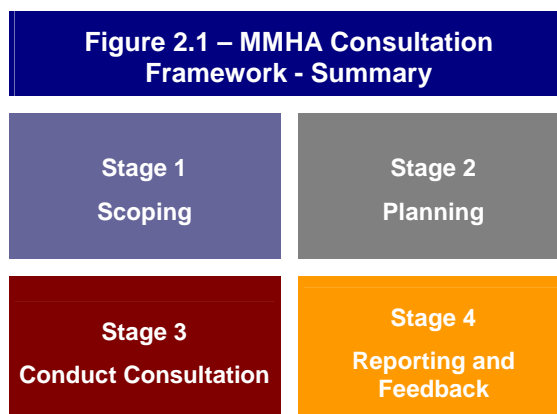 Figure 2.1 – MMHA Consultation
Framework - Summary
Stage 1
Scoping
Stage 2
Planning
Stage 3
Conduct Consultation
Stage 4
Reporting and
Feedback